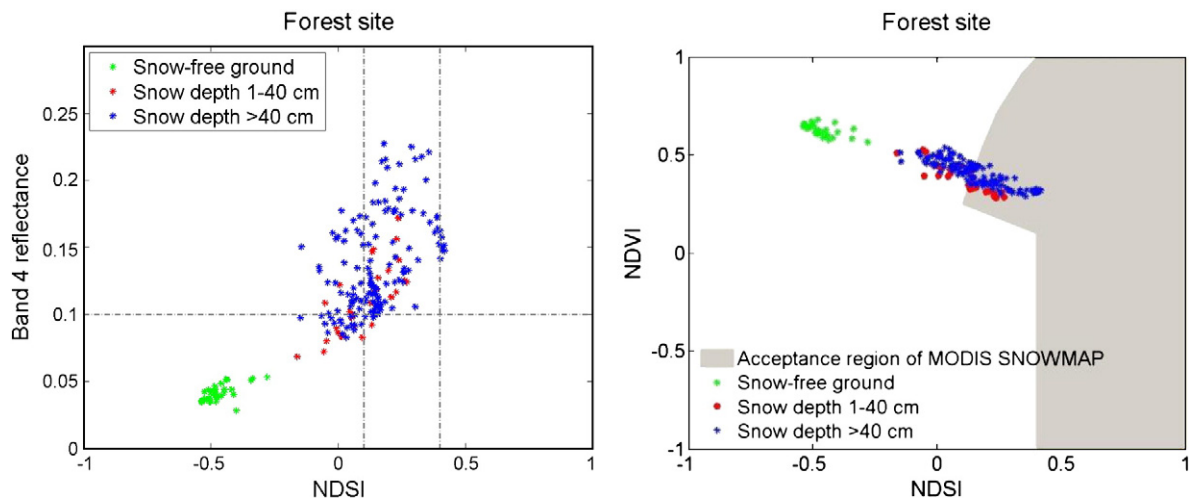 Forest site
Snow-free ground
Snow depth 1-40 cm
Snow depth >40 cm
0.25
0.2
0.15
0.1
0.05
0
-1
-0.5
0
0.5
1
Band 4 reflectance
NDSI
Forest site
1
0.5
0
-0.5
-1
-1
-0.5
0
0.5
1
NDVI
Acceptance region of MODIS SNOWMAP
Snow-free ground
Snow depth 1-40 cm
Snow depth >40 cm
NDSI